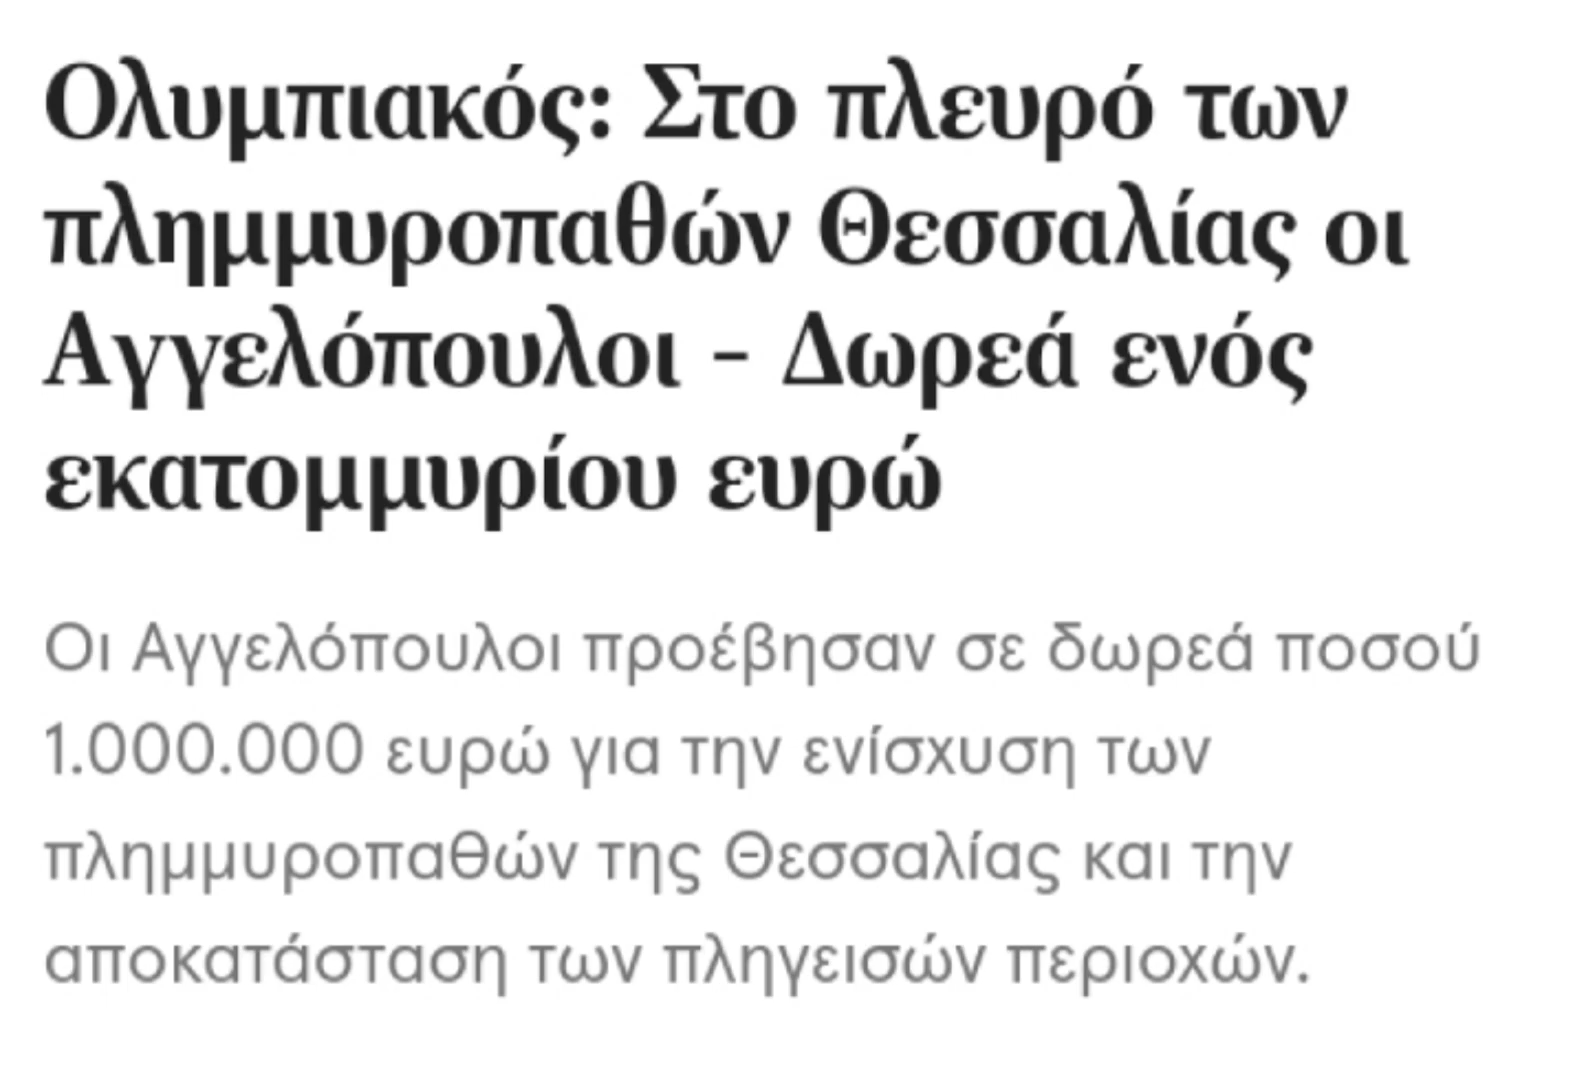 Ολυμπιακός: Στο πλευρό των
πλημμυροπαθών Θεσσαλίας οι
Αγγελόπουλοι - Δωρεά ενός
εκατομμυρίου ευρώ
Οι Αγγελόπουλοι προέβησαν σε δωρεά ποσού
1.000.000 ευρώ για την ενίσχυση των
πλημμυροπαθών της Θεσσαλίας και την
αποκατάσταση των πληγεισών περιοχών.